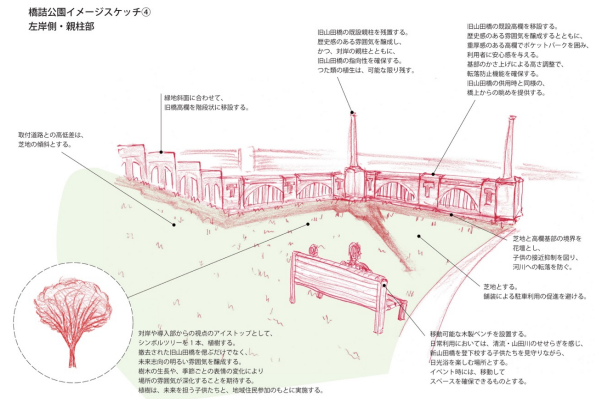 橋詰公園イメージスケッチ④
左岸側・親柱部
旧山田橋の既設親柱を残置する。
歴史感のある雰囲気を醸成し、
かつ、対岸の親柱とともに、
旧山田橋の指向性を確保する。
つた類の植生は、可能な限り残す。
旧山田橋の既設高欄を移設する。
歴史感のある雰囲気を醸成するとともに、
重厚感のある高欄でポケットパークを囲み、
利用者に安心感を与える。
基部のかさ上げによる高さ調整で、
転落防止機能を確保する。
旧山田橋の供用時と同様の、
橋上からの眺めを提供する。
緑地斜面に合わせて、
旧橋高欄を階段状に移設する。
取付道路との高低差は、
芝地の傾斜とする。
芝地と高欄基部の境界を
花壇とし、
子供の接近抑制を図り、
河川への転落を防ぐ。
芝地とする。
舗装による駐車利用の促進を避ける。
対岸や導入部からの視点のアイストップとして、
シンボルツリーを1本、植樹する。
撤去された旧山田橋を偲ぶだけでなく、
未来志向の明るい雰囲気を醸成する。
樹木の生長や、季節ごとの表情の変化により
場所の雰囲気が深化することを期待する。
植樹は、未来を担う子供たちと、地域住民参加のもとに実施する。
移動可能な木製ベンチを設置する。
日常利用においては、清流・山田川のせせらぎを感じ、
新山田橋を登下校する子供たちを見守りながら、
日光浴を楽しむ場所とする。
イベント時には、移動して
スペースを確保できるものとする。